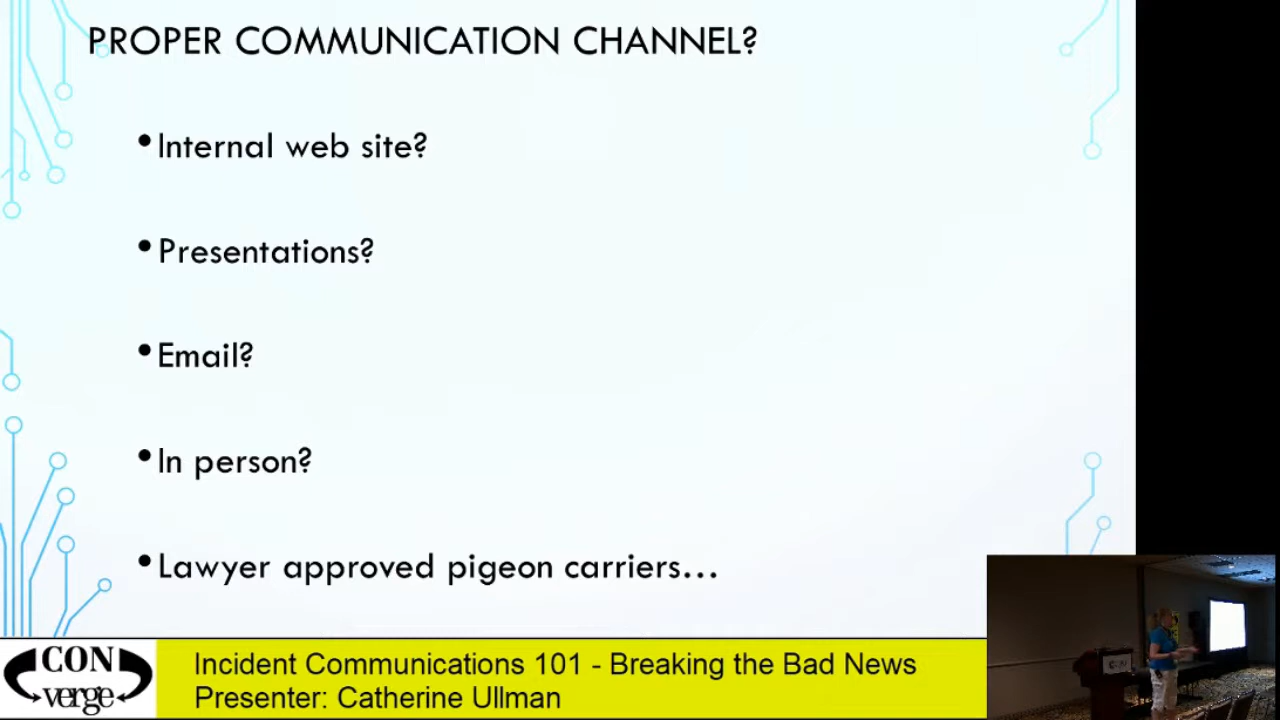 PROPER COMMUNICATION CHANNEL?
•Internal web site?
•Presentations?
•Email?
•In person?
•Lawyer approved pigeon carriers…
CON
verge
Incident Communications 101 - Breaking the Bad News
Presenter: Catherine Ullman